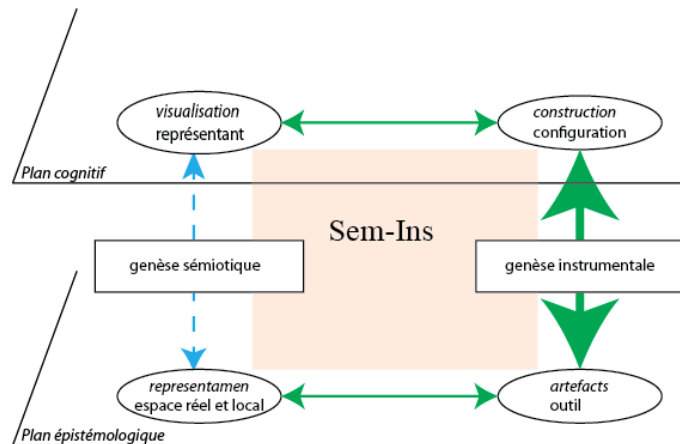 visualisation
représentant
construction
configuration
Plan cognitif
Sem-Ins
genèse sémiotique
genèse instrumentale
representamen
espace réel et local
artefacts
outil
Plan épistémologique